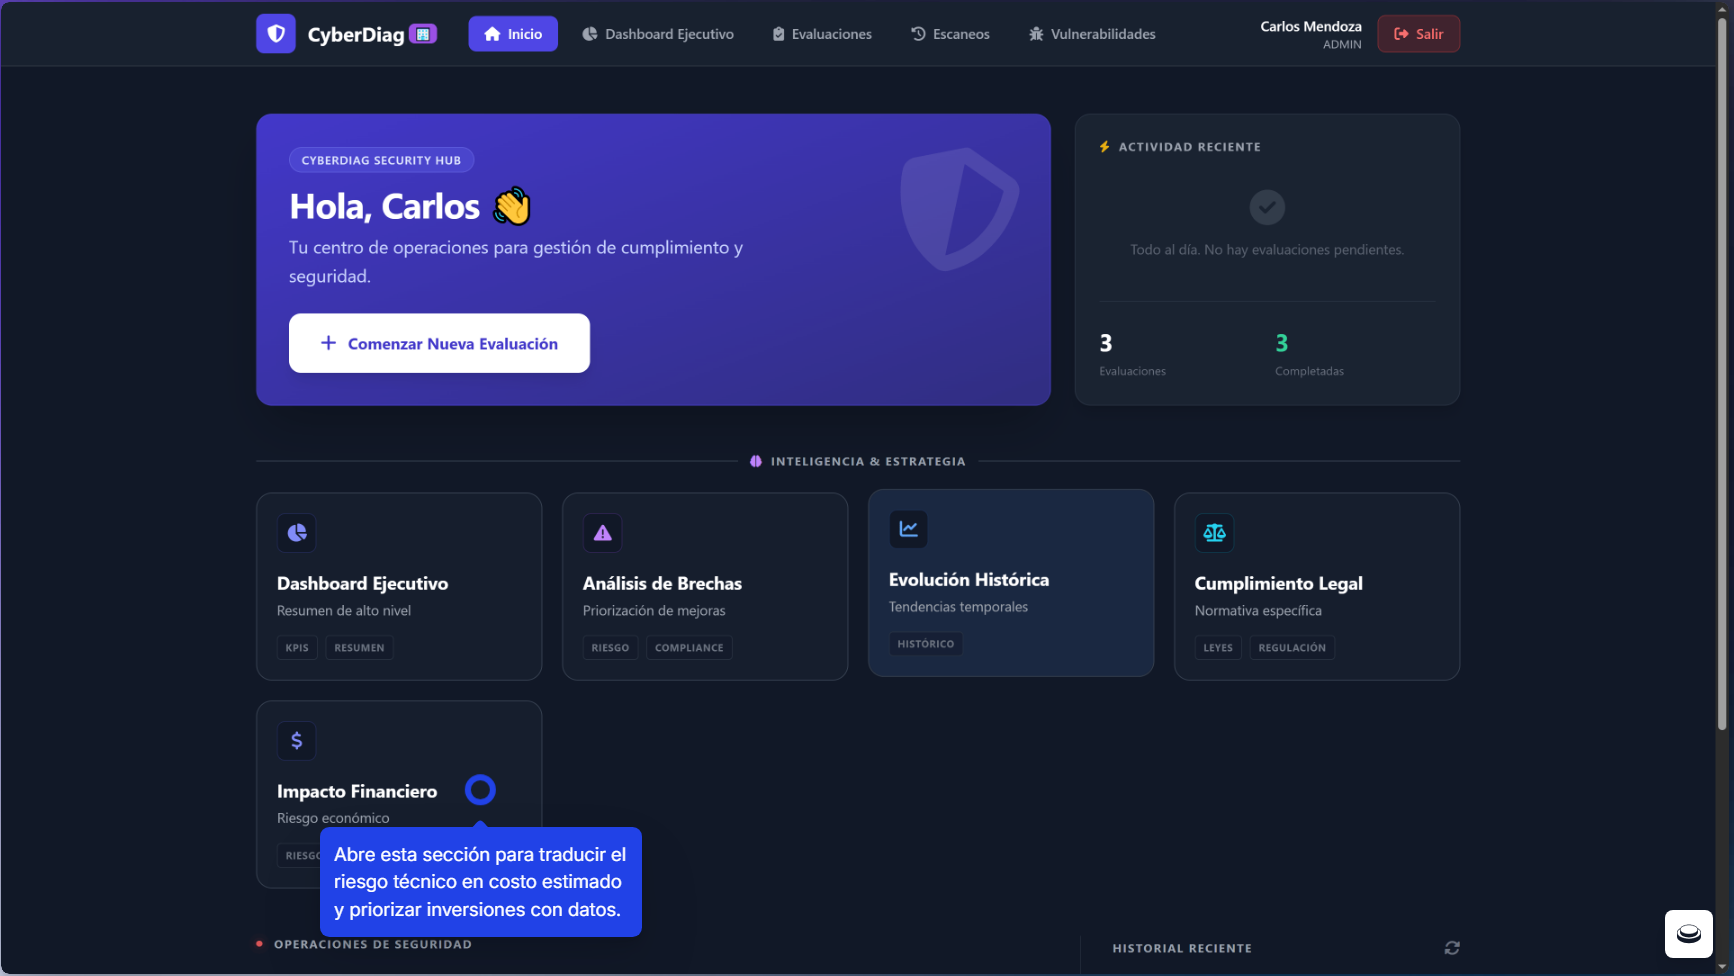 CyberDiag
Inicio
Dashboard Ejecutivo
Evaluaciones
Escaneos
Vulnerabilidades
Carlos Mendoza
ADMIN
Salir
CYBERDIAG SECURITY HUB
Hola, Carlos 👋
Tu centro de operaciones para gestión de cumplimiento y
seguridad.
+ Comenzar Nueva Evaluación
ACTIVIDAD RECIENTE
Todo al día. No hay evaluaciones pendientes.
3
Evaluaciones
3
Completadas
INTELIGENCIA & ESTRATEGIA
Dashboard Ejecutivo
Resumen de alto nivel
KPIS
RESUMEN
Análisis de Brechas
Priorización de mejoras
RIESGO
COMPLIANCE
Evolución Histórica
Tendencias temporales
HISTÓRICO
Cumplimiento Legal
Normativa específica
LEYES
REGULACIÓN
$
Impacto Financiero
Riesgo económico
RIESGO
Abre esta sección para traducir el
riesgo técnico en costo estimado
y priorizar inversiones con datos.
OPERACIONES DE SEGURIDAD
HISTORIAL RECIENTE